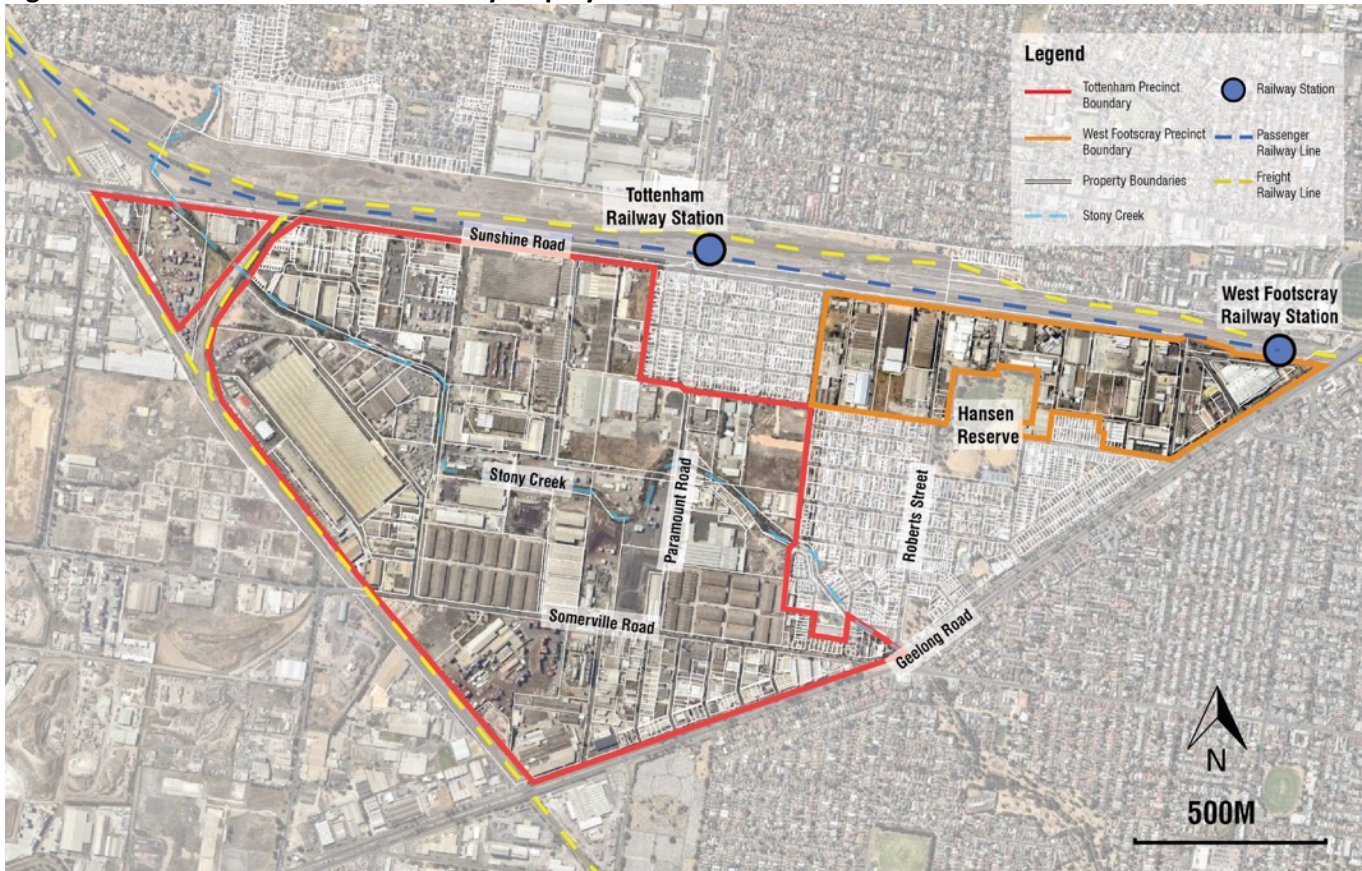 Legend
Tottenham Precinct
Boundary
Railway Station
West Footscray Precinct
Boundary
Passenger
Railway Line
Property Boundaries
Freight
Railway Line
Stony Creek
Tottenham
Railway Station
Sunshine Road
West Footscray
Railway Station
Hansen
Reserve
Stony Creek
Paramount Road
Roberts Street
Somerville Road
Geelong Road
N
500M